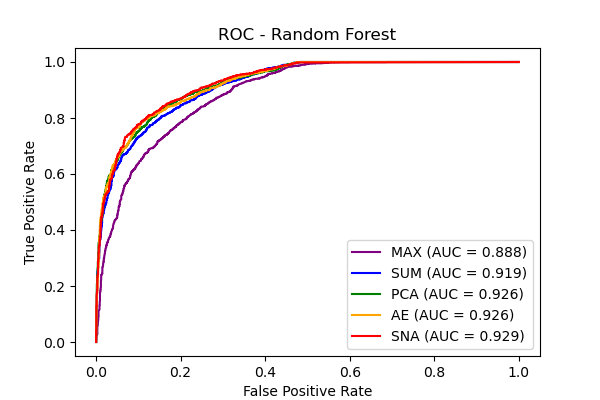 ROC - Random Forest
True Positive Rate
1.0
0.8
0.6
0.4
0.2
0.0
MAX (AUC = 0.888)
SUM (AUC = 0.919)
PCA (AUC = 0.926)
AE (AUC = 0.926)
SNA (AUC = 0.929)
0.0 0.2 0.4 0.6 0.8 1.0
False Positive Rate